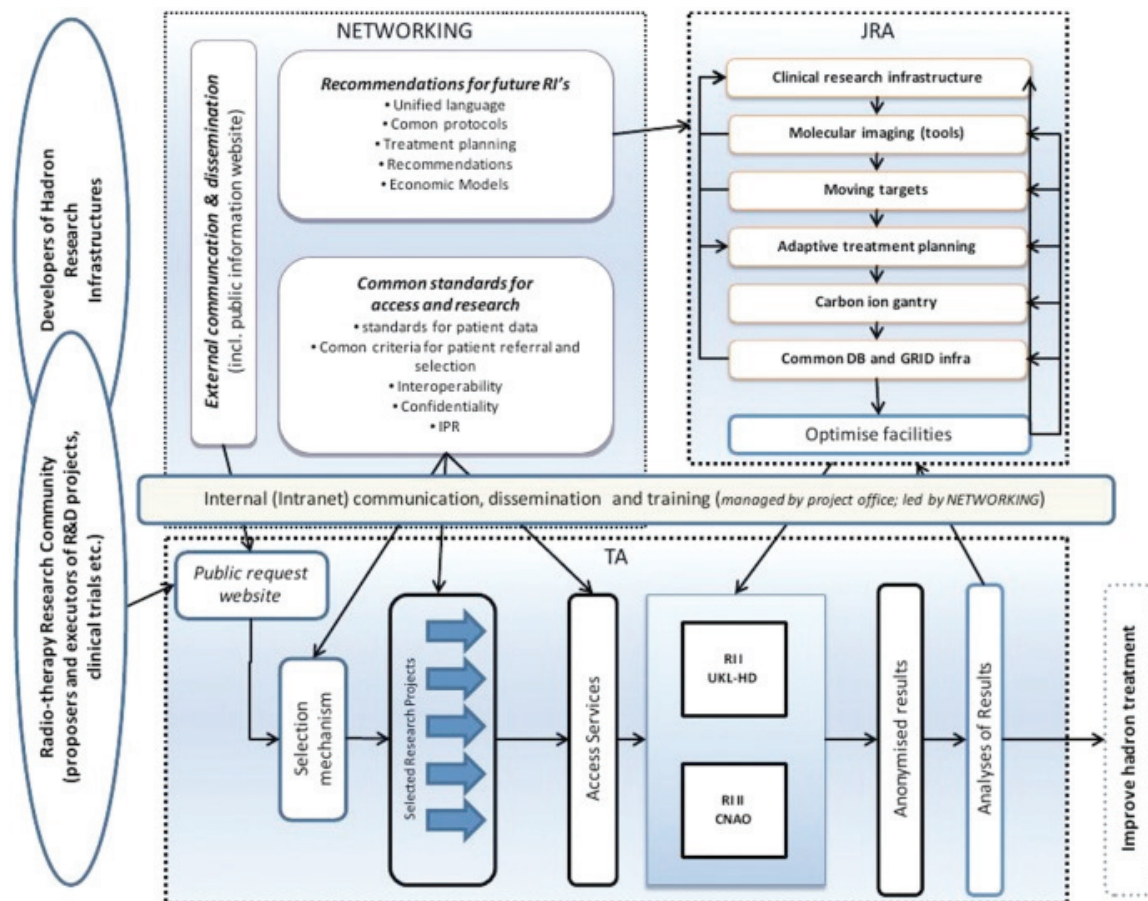 NETWORKING
External communcation & dissemination
(incl. public information website)
Recommendations for future RI's
• Unified language
• Comon protocols
• Treatment planning
• Recommendations
• Economic Models
Common standards for
access and research
• standards for patient data
• Comon criteria for patient referral and
selection
• Interoperability
• Confidentiality
• IPR
JRA
Clinical research infrastructure
Molecular imaging (tools)
Moving targets
Adaptive treatment planning
Carbon ion gantry
Common DB and GRID infra
Optimise facilities
Developers of Hadron
Research
Infrastructures
Radio-therapy Research Community
(proposers and executors of R&D projects,
clinical trials etc.)
Internal (Intranet) communication, dissemination and training (managed by project office; led by NETWORKING)
TA
Public request
website
Selection
mechanism
Selected Research Projects
Access Services
RI I
UKL-HD
RI II
CNAO
Anonymised results
Analyses of Results
Improve hadron treatment